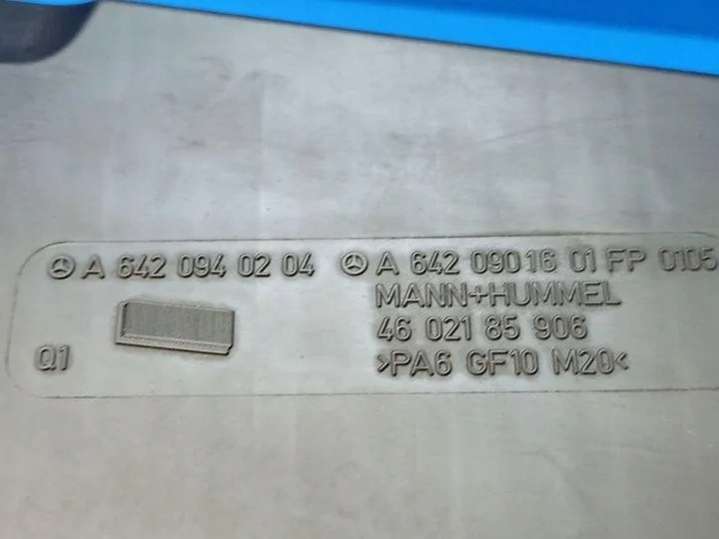 A 642 094 02 04
A 642 090 16 01 FP 0105
MANN+HUMMEL
46 021 85 906
>PA6 GF10 M20<
Q1